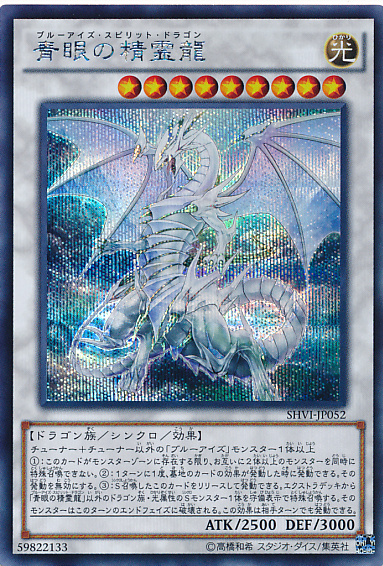 ブルーアイズ・スピリット・ドラゴン
青眼の精霊龍
光
SHVI-JP052
【ドラゴン族/シンクロ/効果】
チューナー+チューナー以外の「ブルーアイズ」モンスター1体以上
①:このカードがモンスターゾーンに存在する限り、お互いに2体以上のモンスターを同時に
特殊召喚できない。②:1ターンに1度、墓地のカードの効果が発動した時に発動できる。その
発動を無効にする。③:S召喚したこのカードをリリースして発動できる。エクストラデッキから
「青眼の精霊龍」以外のドラゴン族・光属性のSモンスター1体を守備表示で特殊召喚する。その
モンスターはこのターンのエンドフェイズに破壊される。この効果は相手ターンでも発動できる。
ATK/2500 DEF/3000
59822133
©高橋和希 スタジオ・ダイス/集英社